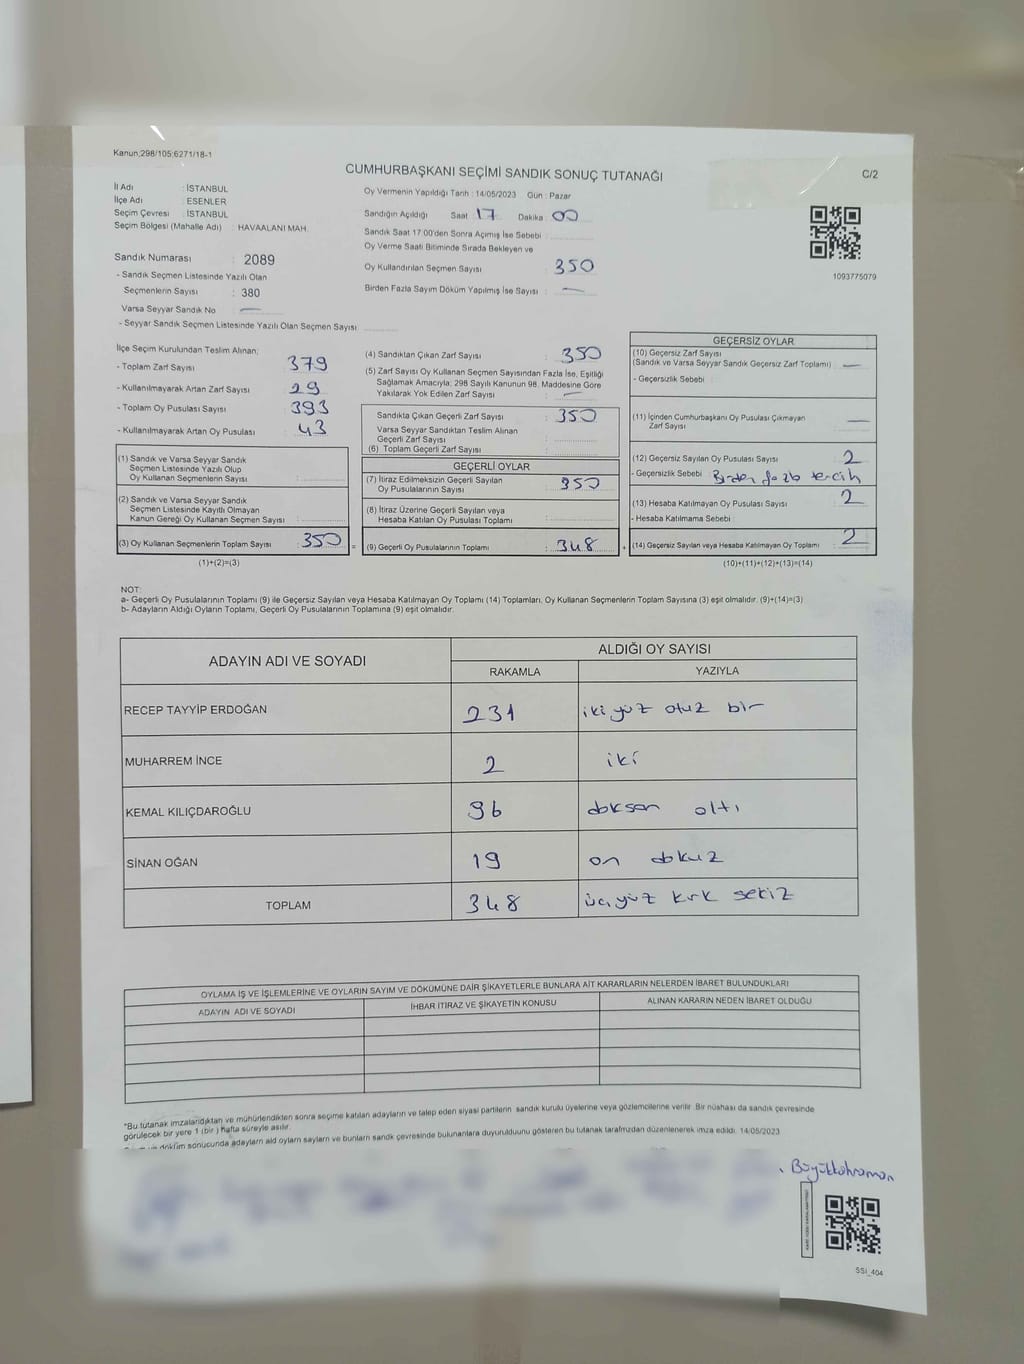 Kanun;298/105;6271/18-1
CUMHURBAŞKANI SEÇİMİ SANDIK SONUÇ TUTANAĞI
C/2
İl Adı : İSTANBUL
İlçe Adı : ESENLER
Seçim Çevresi : İSTANBUL
Seçim Bölgesi (Mahalle Adı) : HAVAALANI MAH.
Sandık Numarası : 2089
- Sandık Seçmen Listesinde Yazılı Olan
Seçmenlerin Sayısı : 380
Varsa Seyyar Sandık No : —
- Seyyar Sandık Seçmen Listesinde Yazılı Olan Seçmen Sayısı :
Oy Vermenin Yapıldığı Tarih : 14/05/2023 Gün : Pazar
Sandığın Açıldığı Saat : 17 Dakika : 00
Sandık Saat 17:00'den Sonra Açımış İse Sebebi :
Oy Verme Saati Bitiminde Sırada Bekleyen ve
Oy Kullandırılan Seçmen Sayısı : 350
Birden Fazla Sayım Döküm Yapılmış İse Sayısı : —
1093775079
İlçe Seçim Kurulundan Teslim Alınan;
- Toplam Zarf Sayısı : 379
- Kullanılmayarak Artan Zarf Sayısı : 29
- Toplam Oy Pusulası Sayısı : 393
- Kullanılmayarak Artan Oy Pusulası : 43
(1) Sandık ve Varsa Seyyar Sandık
Seçmen Listesinde Yazılı Olup
Oy Kullanan Seçmenlerin Sayısı :
(2) Sandık ve Varsa Seyyar Sandık
Seçmen Listesinde Kayıtlı Olmayan
Kanun Gereği Oy Kullanan Seçmen Sayısı :
(3) Oy Kullanan Seçmenlerin Toplam Sayısı : 350
(1)+(2)=(3)
(4) Sandıktan Çıkan Zarf Sayısı : 350
(5) Zarf Sayısı Oy Kullanan Seçmen Sayısından Fazla İse, Eşitliği
Sağlamak Amacıyla; 298 Sayılı Kanunun 98. Maddesine Göre
Yakılarak Yok Edilen Zarf Sayısı : —
Sandıkta Çıkan Geçerli Zarf Sayısı : 350
Varsa Seyyar Sandıktan Teslim Alınan
Geçerli Zarf Sayısı :
(6) Toplam Geçerli Zarf Sayısı :
GEÇERLİ OYLAR
(7) İtiraz Edilmeksizin Geçerli Sayılan
Oy Pusulalarının Sayısı : 350
(8) İtiraz Üzerine Geçerli Sayılan veya
Hesaba Katılan Oy Pusulası Toplamı :
= (9) Geçerli Oy Pusulalarının Toplamı : 348
GEÇERSİZ OYLAR
(10) Geçersiz Zarf Sayısı
(Sandık ve Varsa Seyyar Sandık Geçersiz Zarf Toplamı) : —
- Geçersizlik Sebebi :
(11) İçinden Cumhurbaşkanı Oy Pusulası Çıkmayan
Zarf Sayısı : —
(12) Geçersiz Sayılan Oy Pusulası Sayısı : 2
- Geçersizlik Sebebi : Birden fazla tercih
(13) Hesaba Katılmayan Oy Pusulası Sayısı : 2
- Hesaba Katılmama Sebebi :
+ (14) Geçersiz Sayılan veya Hesaba Katılmayan Oy Toplamı : 2
(10)+(11)+(12)+(13)=(14)
NOT:
a- Geçerli Oy Pusulalarının Toplamı (9) ile Geçersiz Sayılan veya Hesaba Katılmayan Oy Toplamı (14) Toplamları, Oy Kullanan Seçmenlerin Toplam Sayısına (3) eşit olmalıdır. (9)+(14)=(3)
b- Adayların Aldığı Oyların Toplamı, Geçerli Oy Pusulalarının Toplamına (9) eşit olmalıdır.
ADAYIN ADI VE SOYADI
ALDIĞI OY SAYISI
RAKAMLA YAZIYLA
RECEP TAYYİP ERDOĞAN 231 iki yüz otuz bir
MUHARREM İNCE 2 iki
KEMAL KILIÇDAROĞLU 96 doksan altı
SİNAN OĞAN 19 on dokuz
TOPLAM 348 üçyüz kırk sekiz
OYLAMA İŞ VE İŞLEMLERİNE VE OYLARIN SAYIM VE DÖKÜMÜNE DAİR ŞİKAYETLERLE BUNLARA AİT KARARLARIN NELERDEN İBARET BULUNDUKLARI
ADAYIN ADI VE SOYADI İHBAR İTİRAZ VE ŞİKAYETİN KONUSU ALINAN KARARIN NEDEN İBARET OLDUĞU
*Bu tutanak imzalandıktan ve mühürlendikten sonra seçime katılan adayların ve talep eden siyasi partilerin sandık kurulu üyelerine veya gözlemcilerine verilir. Bir nüshası da sandık çevresinde
görülecek bir yere 1 (bir) hafta süreyle asılır.
döküm sonucunda adayların ald oyların sayların ve bunların sandk çevresinde bulunanlara duyurulduunu gösteren bu tutanak tarafmzdan düzenlenerek imza edildi. 14/05/2023
Büyükkahraman
SSI_404